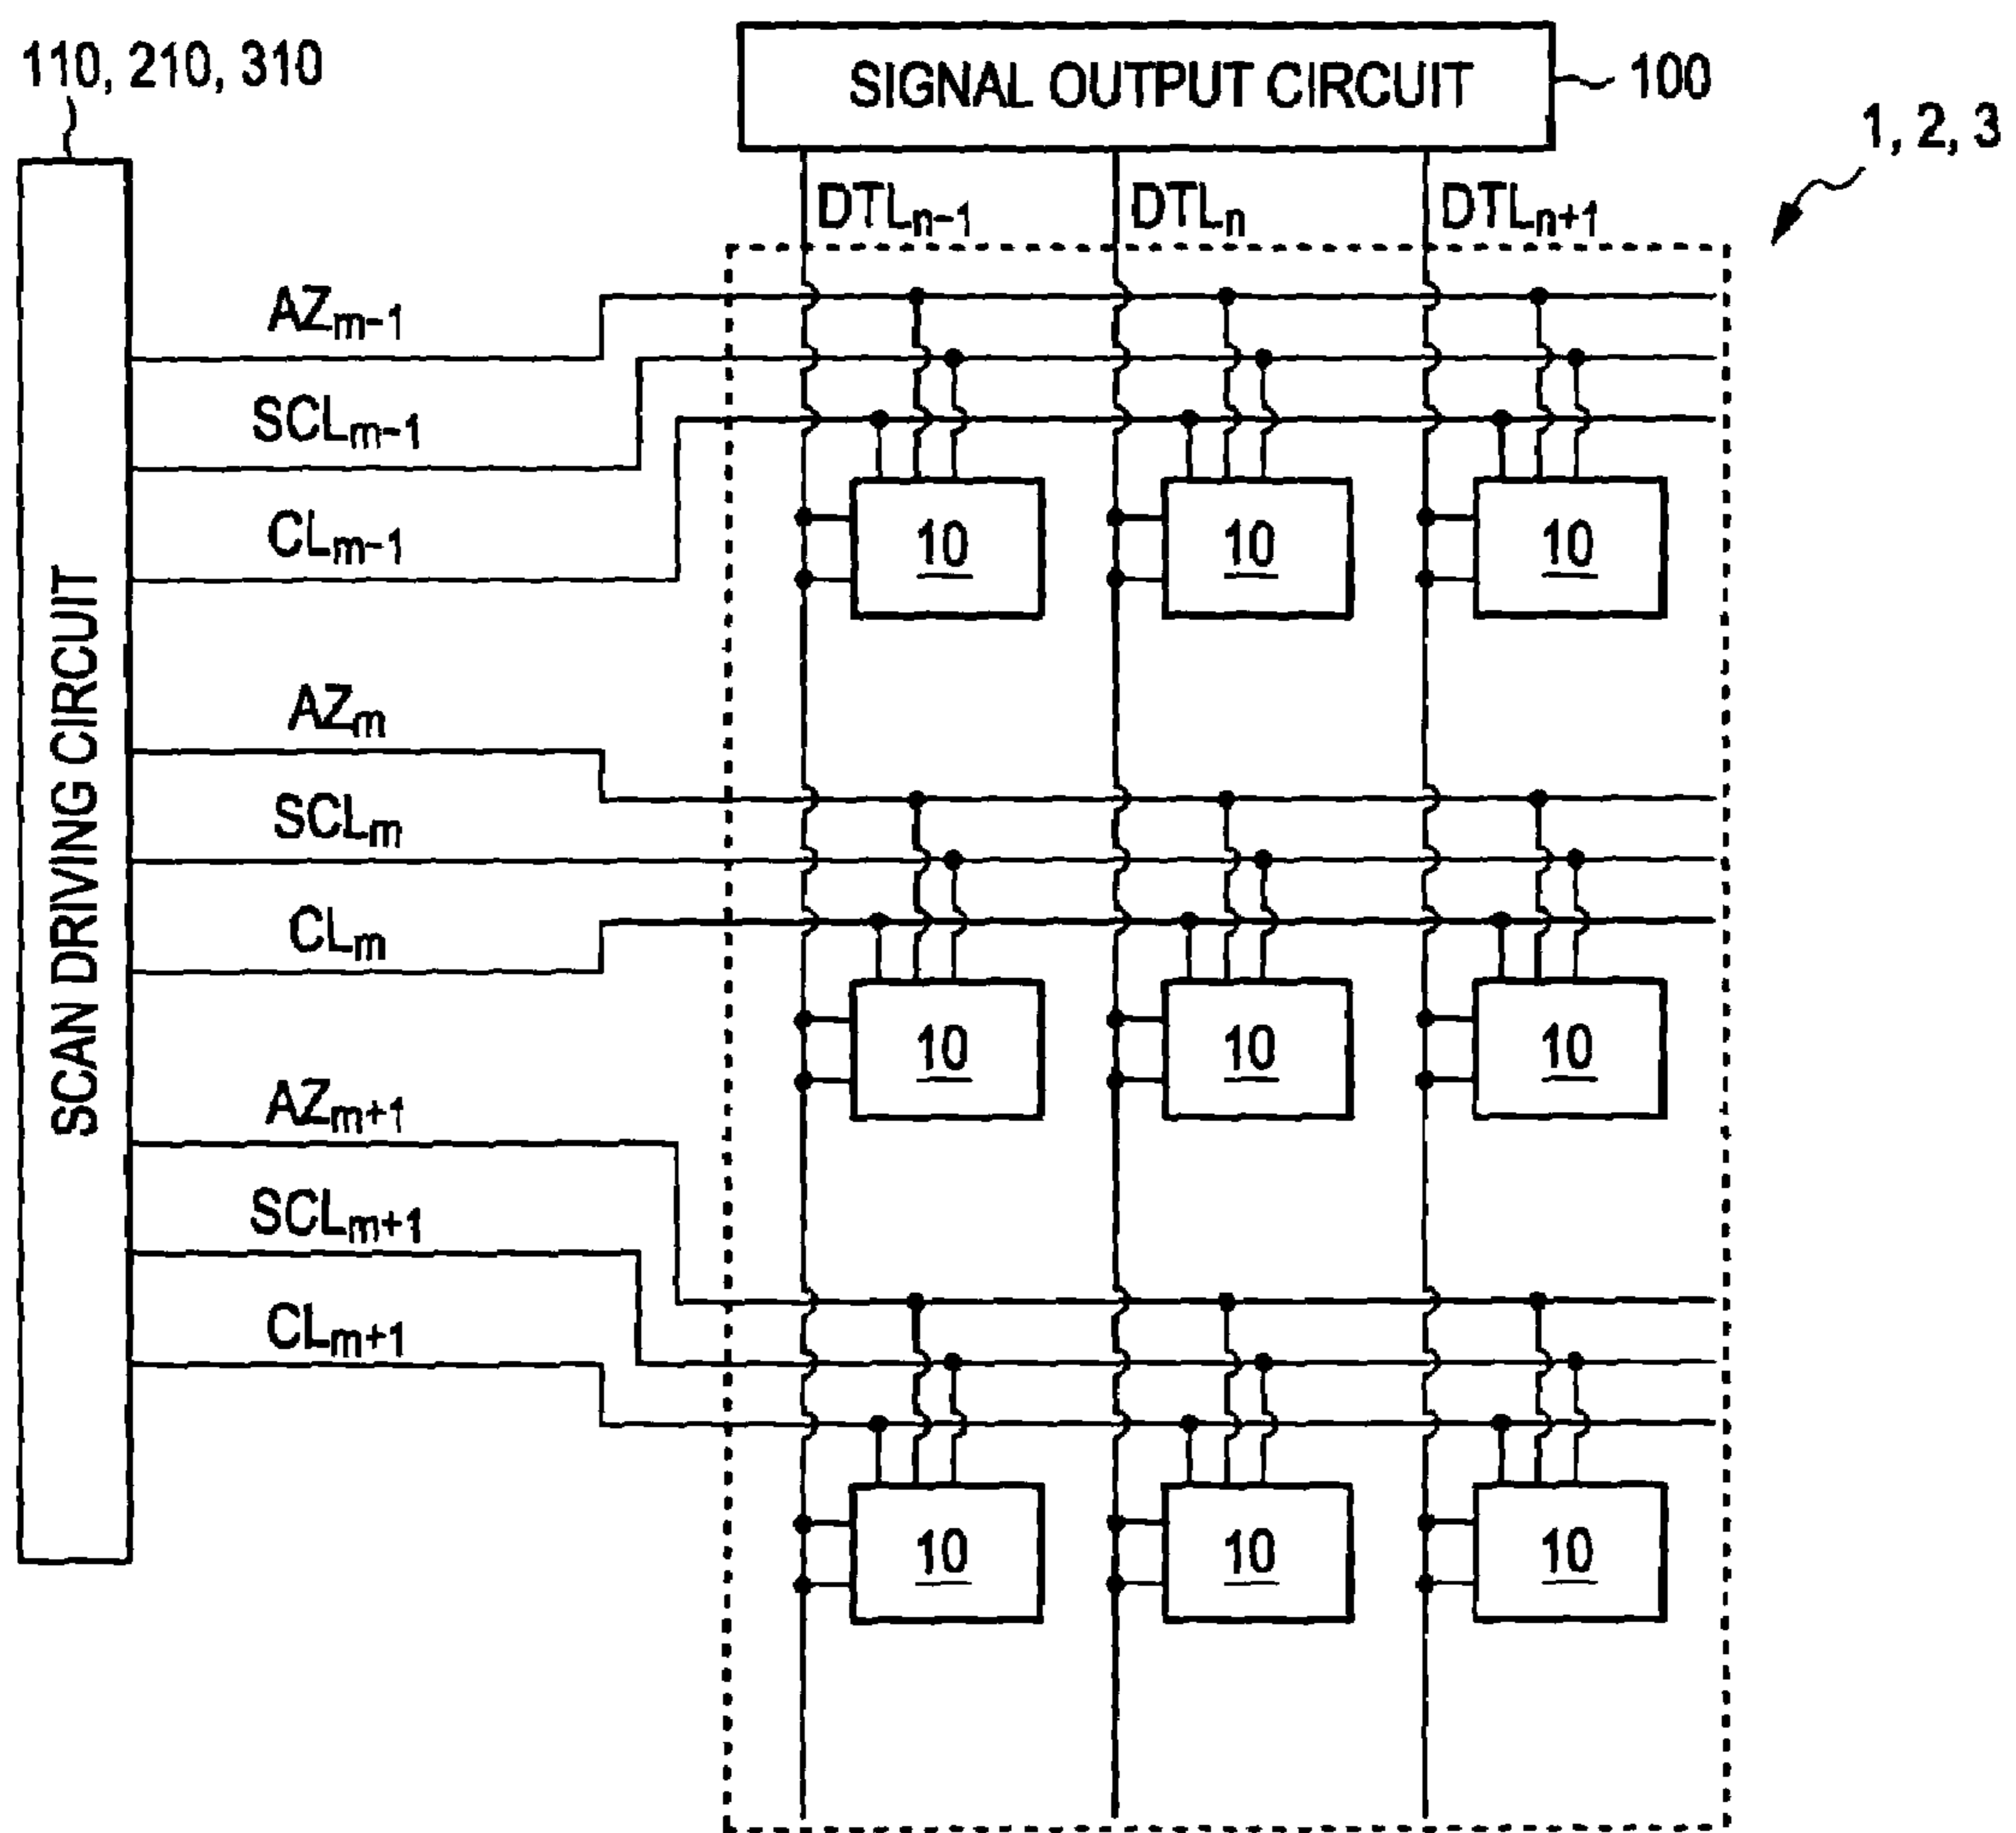 110, 210, 310
SIGNAL OUTPUT CIRCUIT
100
1, 2, 3
DTLn-1 DTLn DTLn+1
AZm-1
SCLm-1
CLm-1
10 10 10
SCAN DRIVING CIRCUIT
AZm
SCLm
CLm
10 10 10
AZm+1
SCLm+1
CLm+1
10 10 10